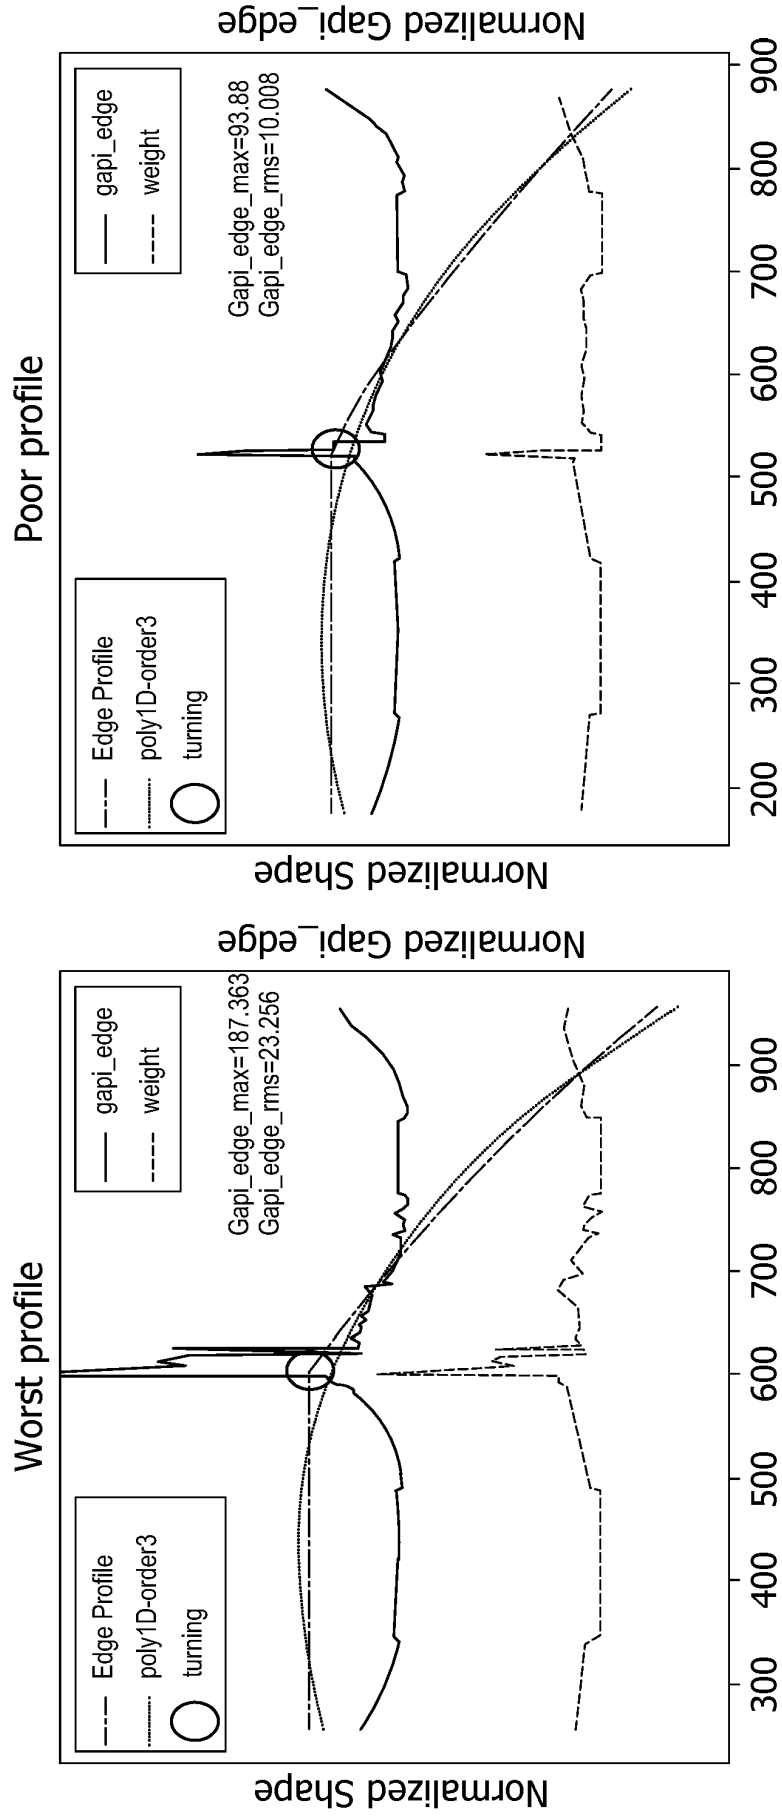 Worst profile
Edge Profile
poly1D-order3
turning
gapi_edge
weight
Gapi_edge_max=187.363
Gapi_edge_rms=23.256
Normalized Shape
Normalized Gapi_edge
300 400 500 600 700 800 900
Poor profile
Edge Profile
poly1D-order3
turning
gapi_edge
weight
Gapi_edge_max=93.88
Gapi_edge_rms=10.008
Normalized Shape
Normalized Gapi_edge
200 300 400 500 600 700 800 900